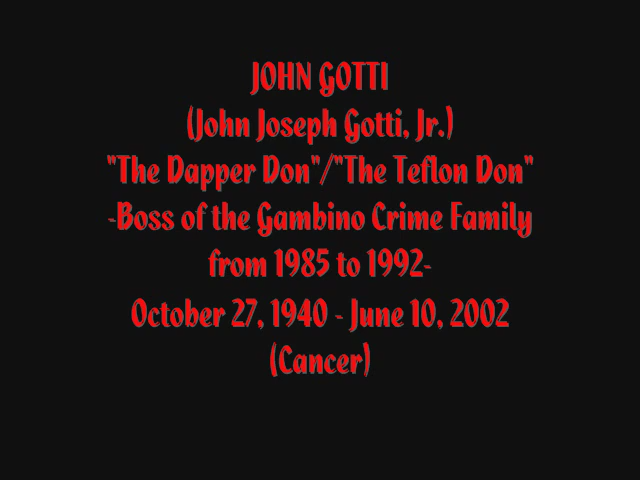 JOHN GOTTI
(John Joseph Gotti, Jr.)
"The Dapper Don"/"The Teflon Don"
-Boss of the Gambino Crime Family
from 1985 to 1992-
October 27, 1940 - June 10, 2002
(Cancer)